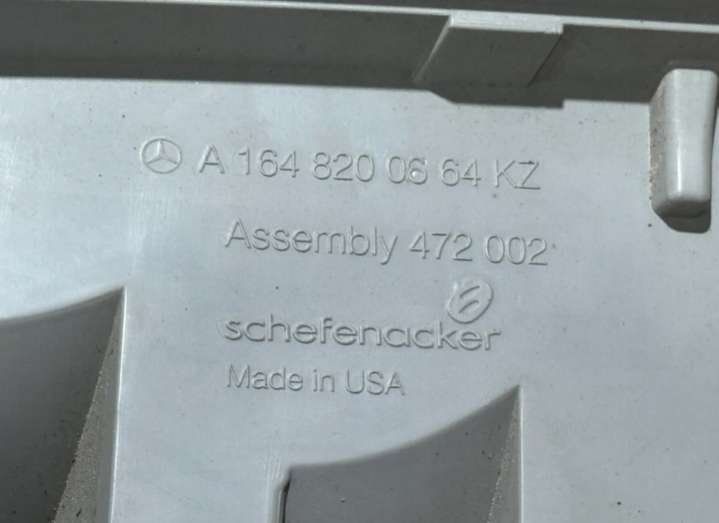 A 164 820 06 64 KZ
Assembly 472 002
schefenacker
Made in USA